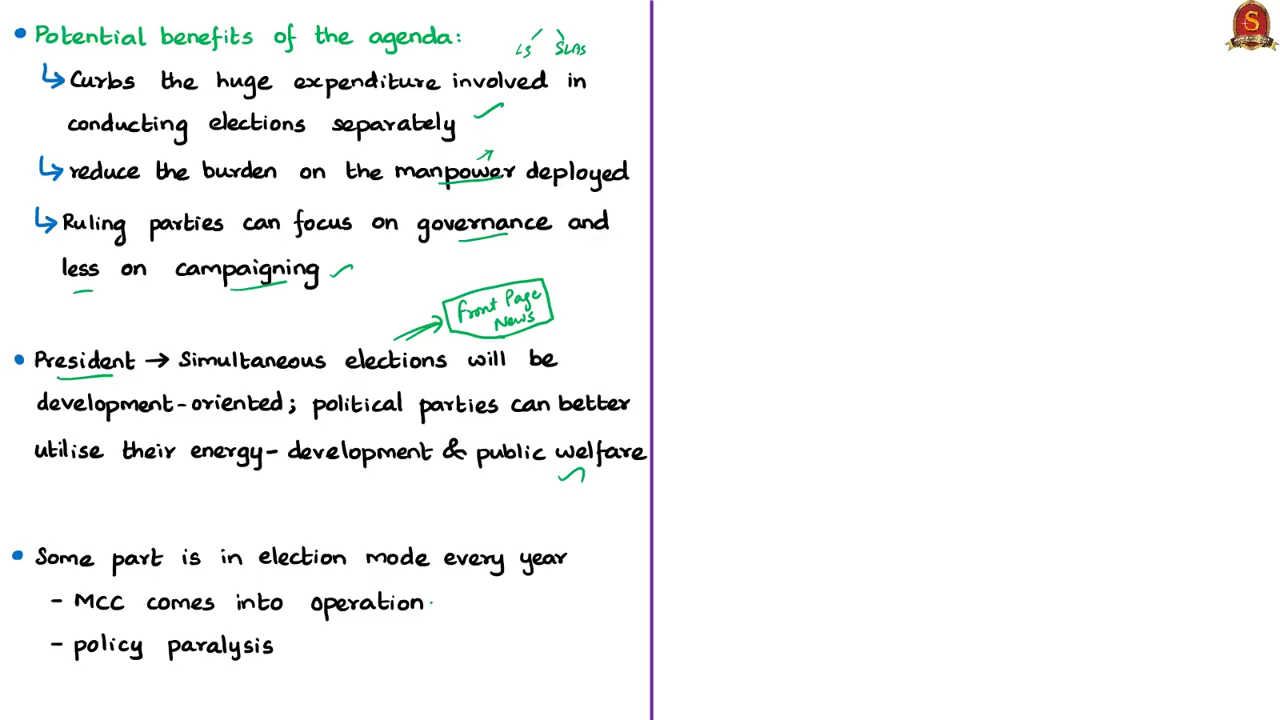 Potential benefits of the agenda:
LS SLAs
Curbs the huge expenditure involved in
conducting elections separately
reduce the burden on the manpower deployed
Ruling parties can focus on governance and
less on campaigning
Front Page
News
President → Simultaneous elections will be
development-oriented; political parties can better
utilise their energy - development & public welfare
Some part is in election mode every year
- MCC comes into operation
- policy paralysis
S